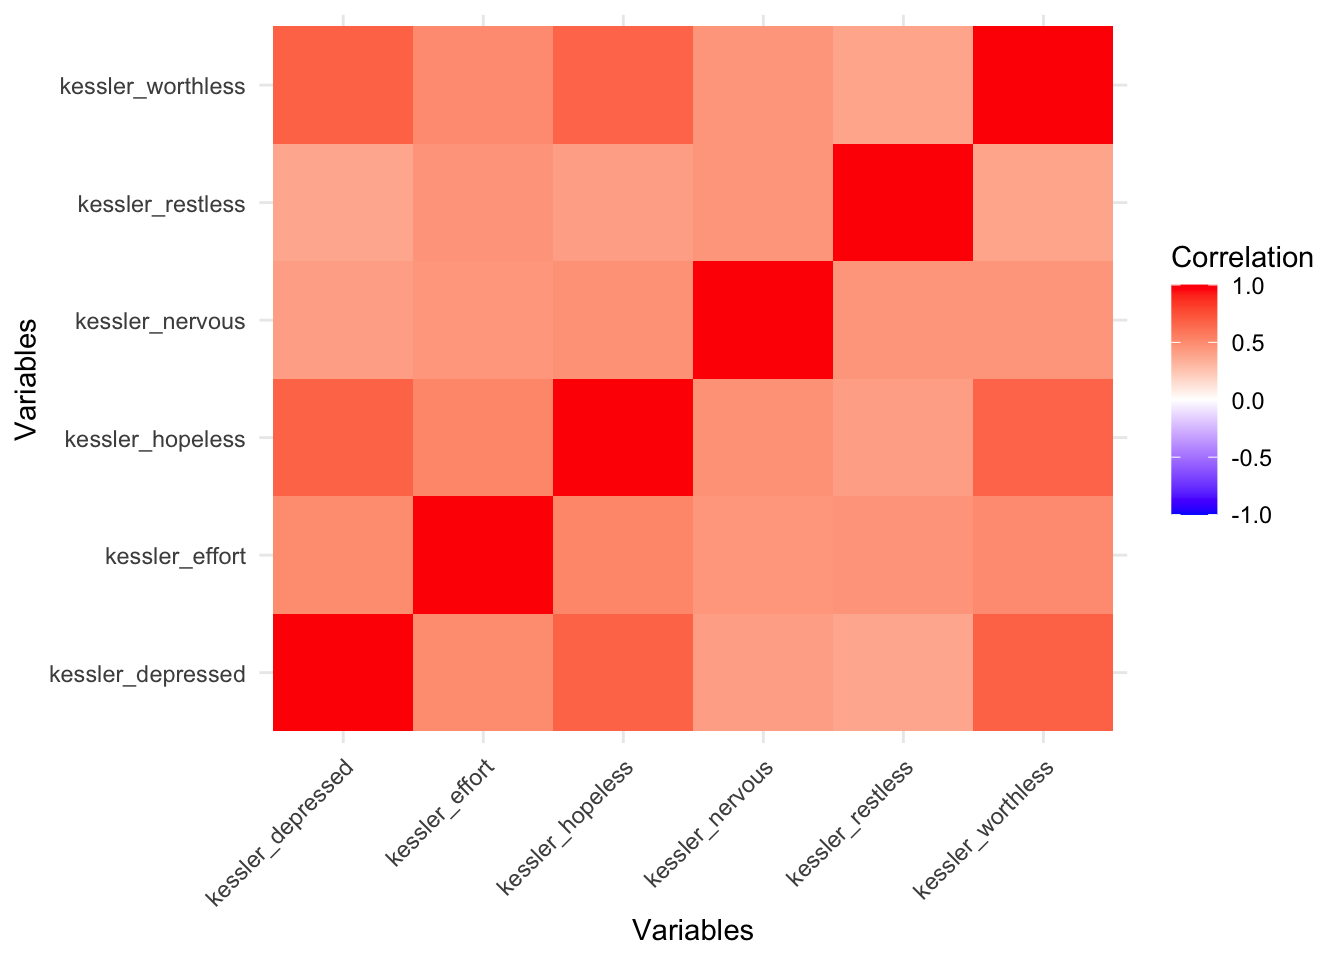 kessler_worthless
kessler_restless
kessler_nervous
kessler_hopeless
kessler_effort
kessler_depressed
Variables
kessler_depressed
kessler_effort
kessler_hopeless
kessler_nervous
kessler_restless
kessler_worthless
Variables
Correlation
1.0
0.5
0.0
-0.5
-1.0